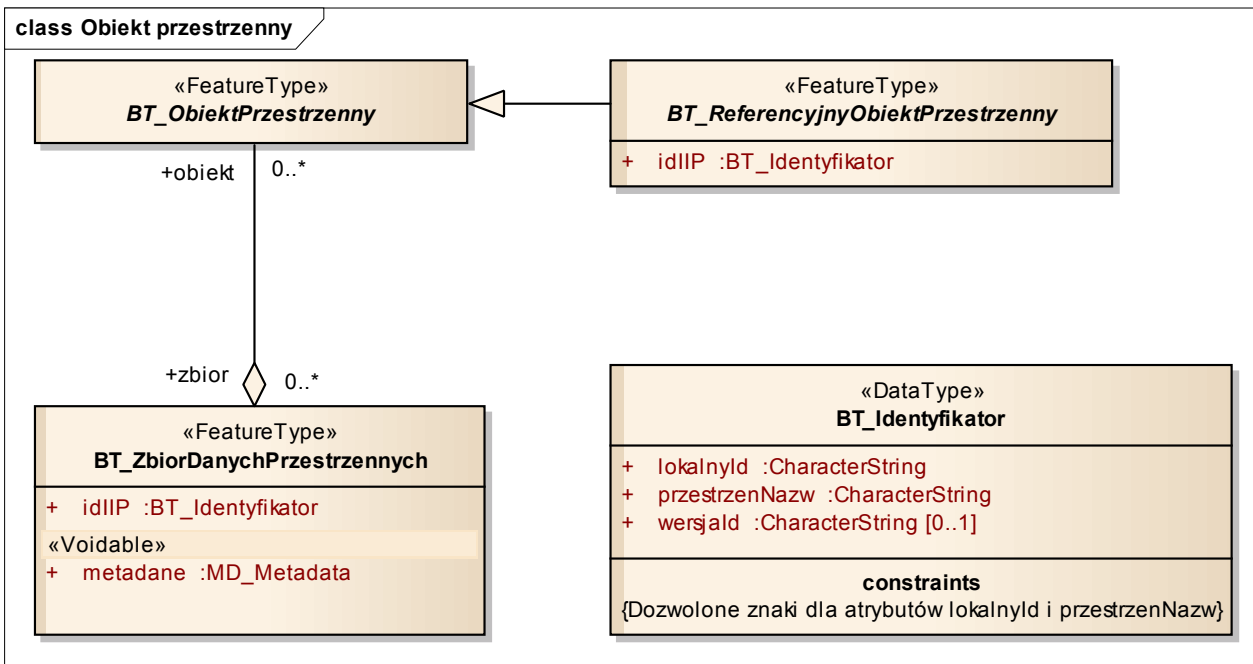 class Obiekt przestrzenny
«FeatureType»
BT_ObiektPrzestrzenny
«FeatureType»
BT_ReferencyjnyObiektPrzestrzenny
+ idIIP :BT_Identyfikator
+obiekt 0..*
+zbior 0..*
«FeatureType»
BT_ZbiorDanychPrzestrzennych
+ idIIP :BT_Identyfikator
«Voidable»
+ metadane :MD_Metadata
«DataType»
BT_Identyfikator
+ lokalnyId :CharacterString
+ przestrzenNazw :CharacterString
+ wersjaId :CharacterString [0..1]
constraints
{Dozwolone znaki dla atrybutów lokalnyId i przestrzenNazw}